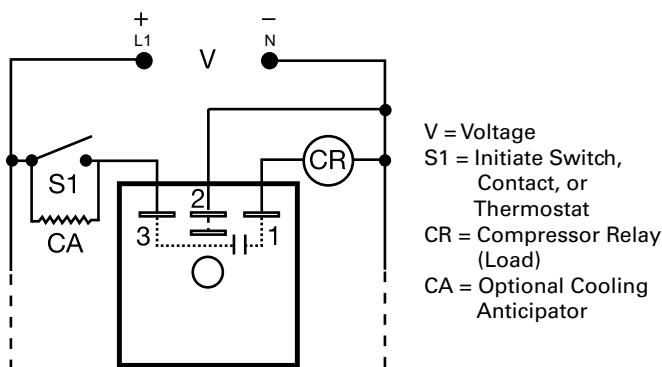 + −
L1 V N
S1
CA
CR
2
3 1
V = Voltage
S1 = Initiate Switch,
Contact, or
Thermostat
CR = Compressor Relay
(Load)
CA = Optional Cooling
Anticipator